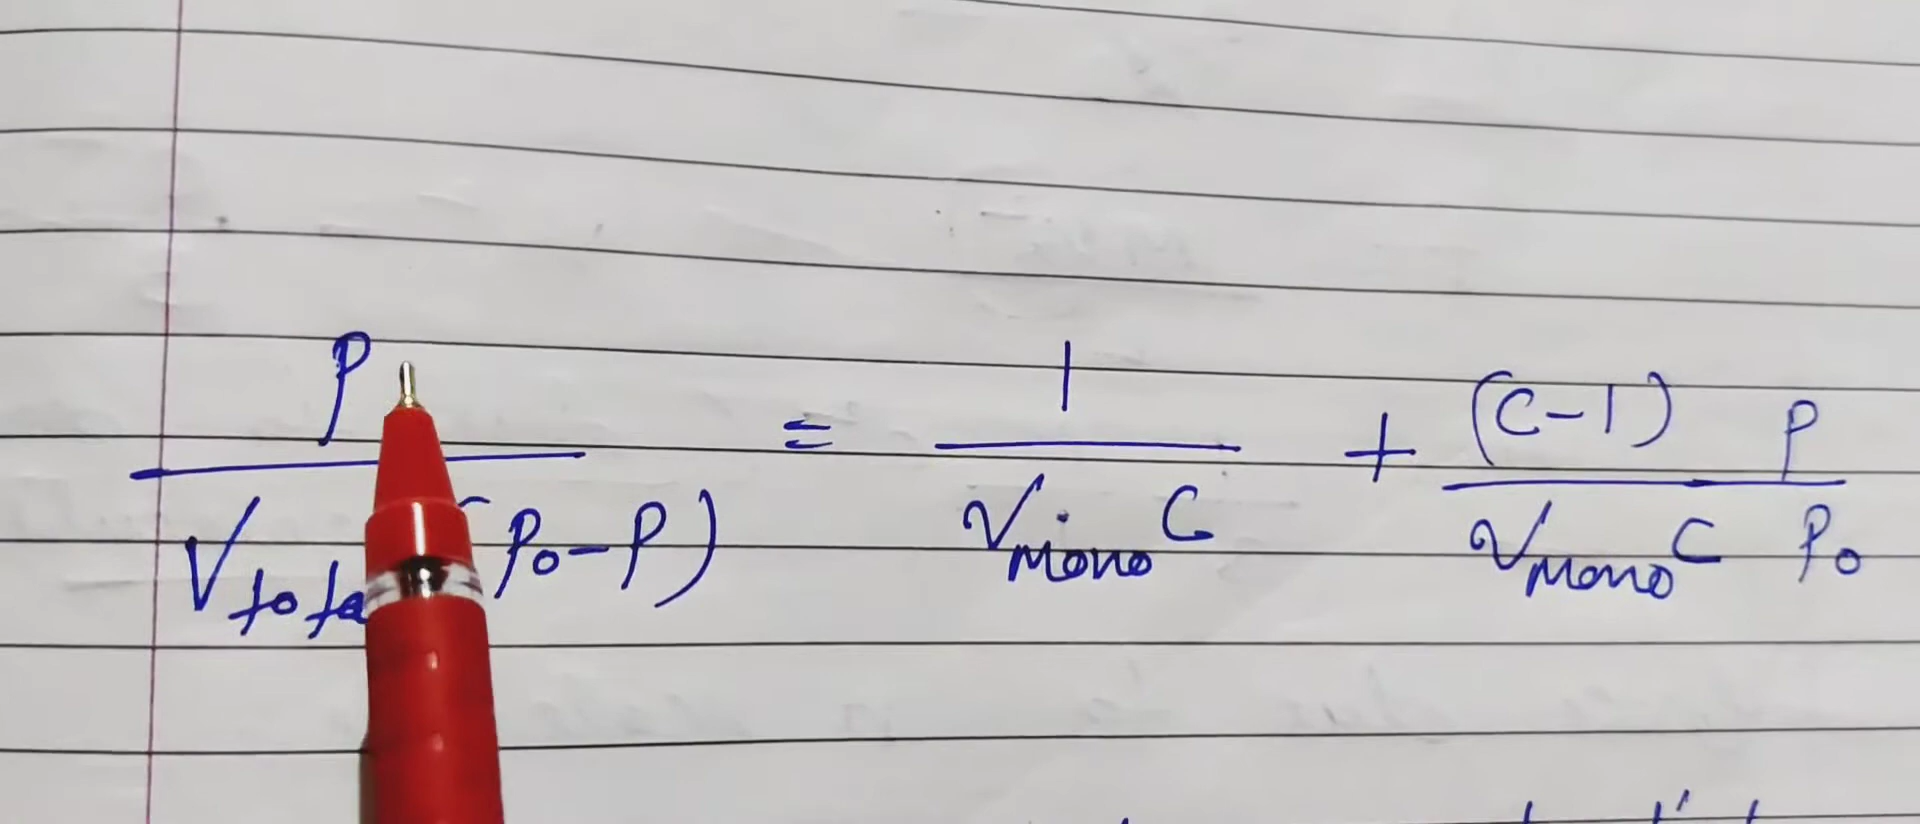 P / V_tota (P₀-P) = 1 / V_mono C + (C-1) P / V_mono C P₀